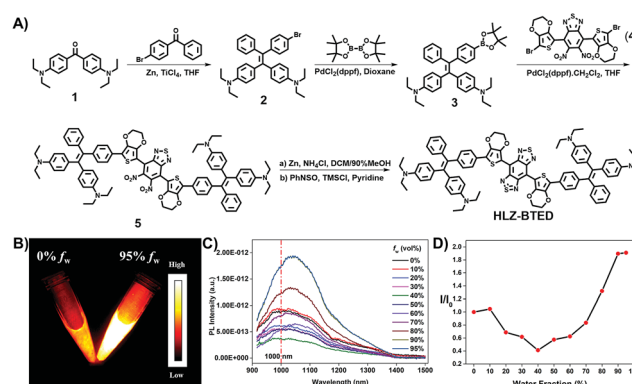 A)
O
N
N
1
Br
O
Zn, TiCl4, THF
Br
N
N
2
O O
B-B
O O
PdCl2(dppf), Dioxane
O
B
O
N
N
3
N S N
O O
Br S
S Br
O2N NO2
O O
(4
PdCl2(dppf).CH2Cl2, THF
N
N
O O
S
N S N
O2N
NO2
S
O O
N
N
5
a) Zn, NH4Cl, DCM/90%MeOH
b) PhNSO, TMSCl, Pyridine
N
N
O O
S
N S N
N S N
S
O O
N
N
HLZ-BTED
B)
0% fw
95% fw
High
Low
C)
PL Intensity (a.u.)
2.00E-012
1.50E-012
1.00E-012
5.00E-013
0.00E+000
1000 nm
900 1000 1100 1200 1300 1400 1500
Wavelength (nm)
fw (vol%)
0%
10%
20%
30%
40%
50%
60%
70%
80%
90%
95%
D)
I/I0
2.0
1.8
1.6
1.4
1.2
1.0
0.8
0.6
0.4
0.2
0 10 20 30 40 50 60 70 80 90
Water Fraction (%)